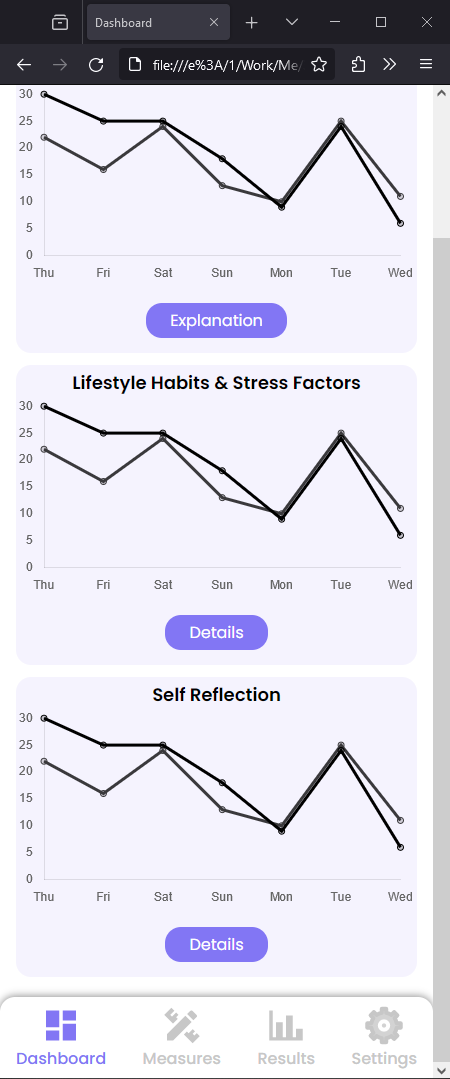 Dashboard
file:///e%3A/1/Work/Me/
30
25
20
15
10
5
0
Thu Fri Sat Sun Mon Tue Wed
Explanation
Lifestyle Habits & Stress Factors
30
25
20
15
10
5
0
Thu Fri Sat Sun Mon Tue Wed
Details
Self Reflection
30
25
20
15
10
5
0
Thu Fri Sat Sun Mon Tue Wed
Details
Dashboard Measures Results Settings